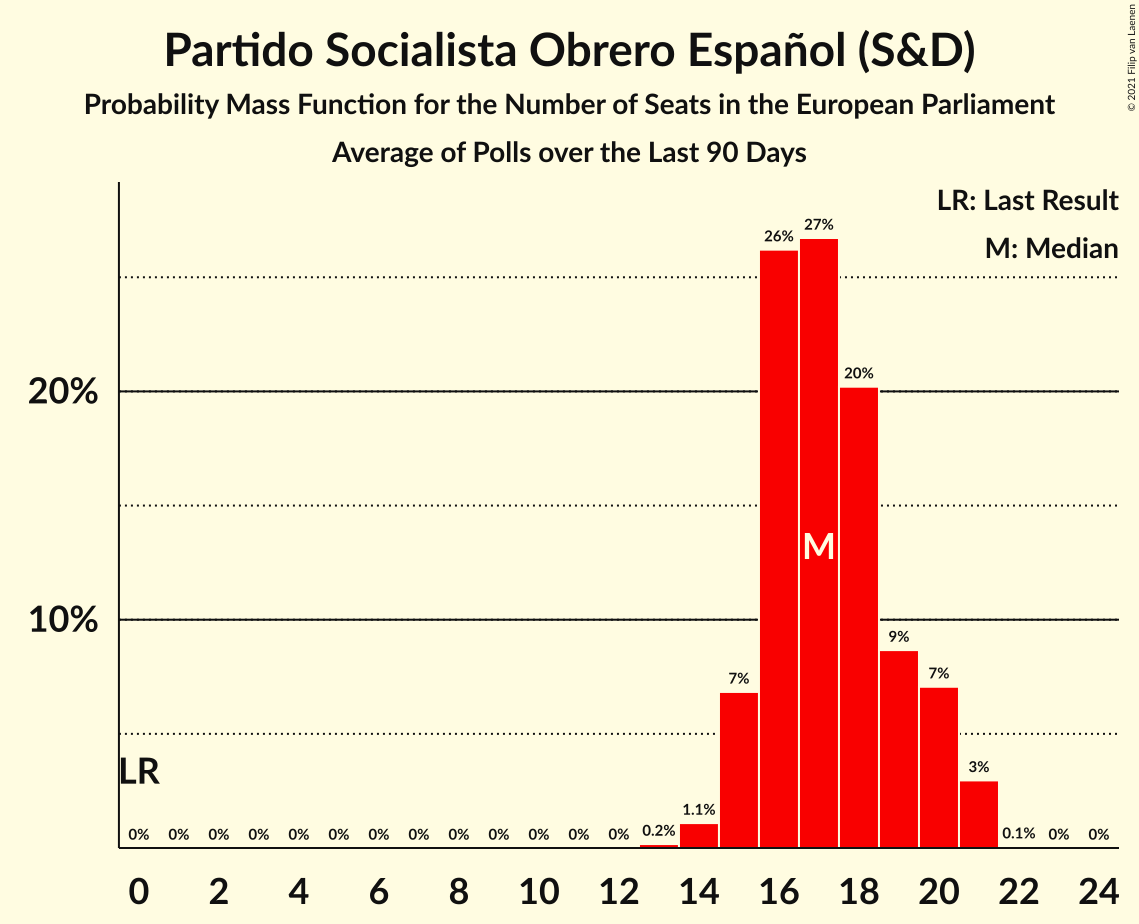 Partido Socialista Obrero Español (S&D)
Probability Mass Function for the Number of Seats in the European Parliament
Average of Polls over the Last 90 Days
© 2021 Filip van Laenen
LR: Last Result
M: Median
20%
10%
LR
M
0% 0% 0% 0% 0% 0% 0% 0% 0% 0% 0% 0% 0% 0.2% 1.1% 7% 26% 27% 20% 9% 7% 3% 0.1% 0% 0%
0 2 4 6 8 10 12 14 16 18 20 22 24